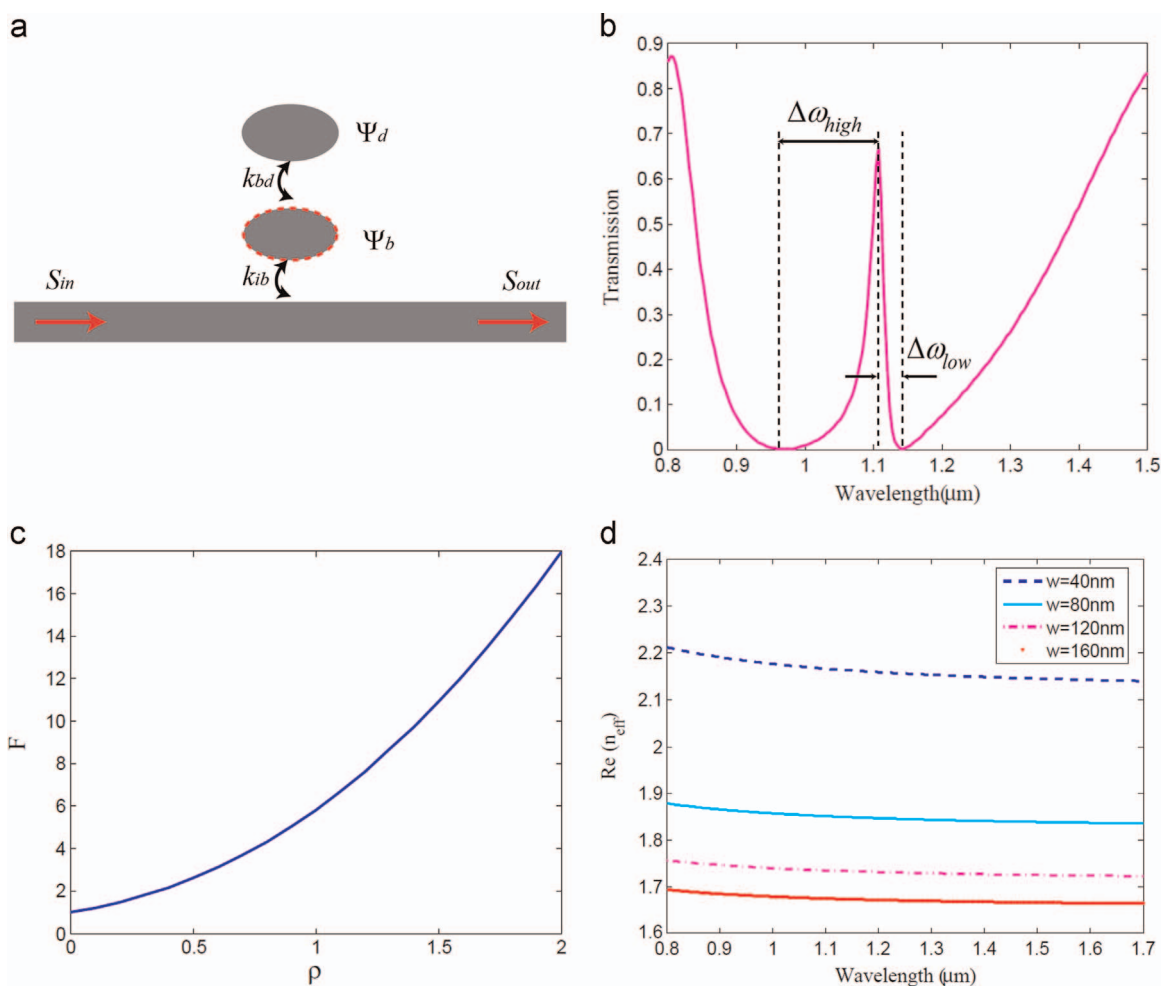 a
Ψd
kbd
Ψb
kib
Sin
Sout
b
0.9
0.8
0.7
0.6
0.5
0.4
0.3
0.2
0.1
0
Transmission
Δωhigh
Δωlow
0.8 0.9 1 1.1 1.2 1.3 1.4 1.5
Wavelength(μm)
c
18
16
14
12
10
8
6
4
2
0
F
0 0.5 1 1.5 2
ρ
d
2.4
2.3
2.2
2.1
2
1.9
1.8
1.7
1.6
Re (neff)
w=40nm
w=80nm
w=120nm
w=160nm
0.8 0.9 1 1.1 1.2 1.3 1.4 1.5 1.6 1.7
Wavelength (μm)